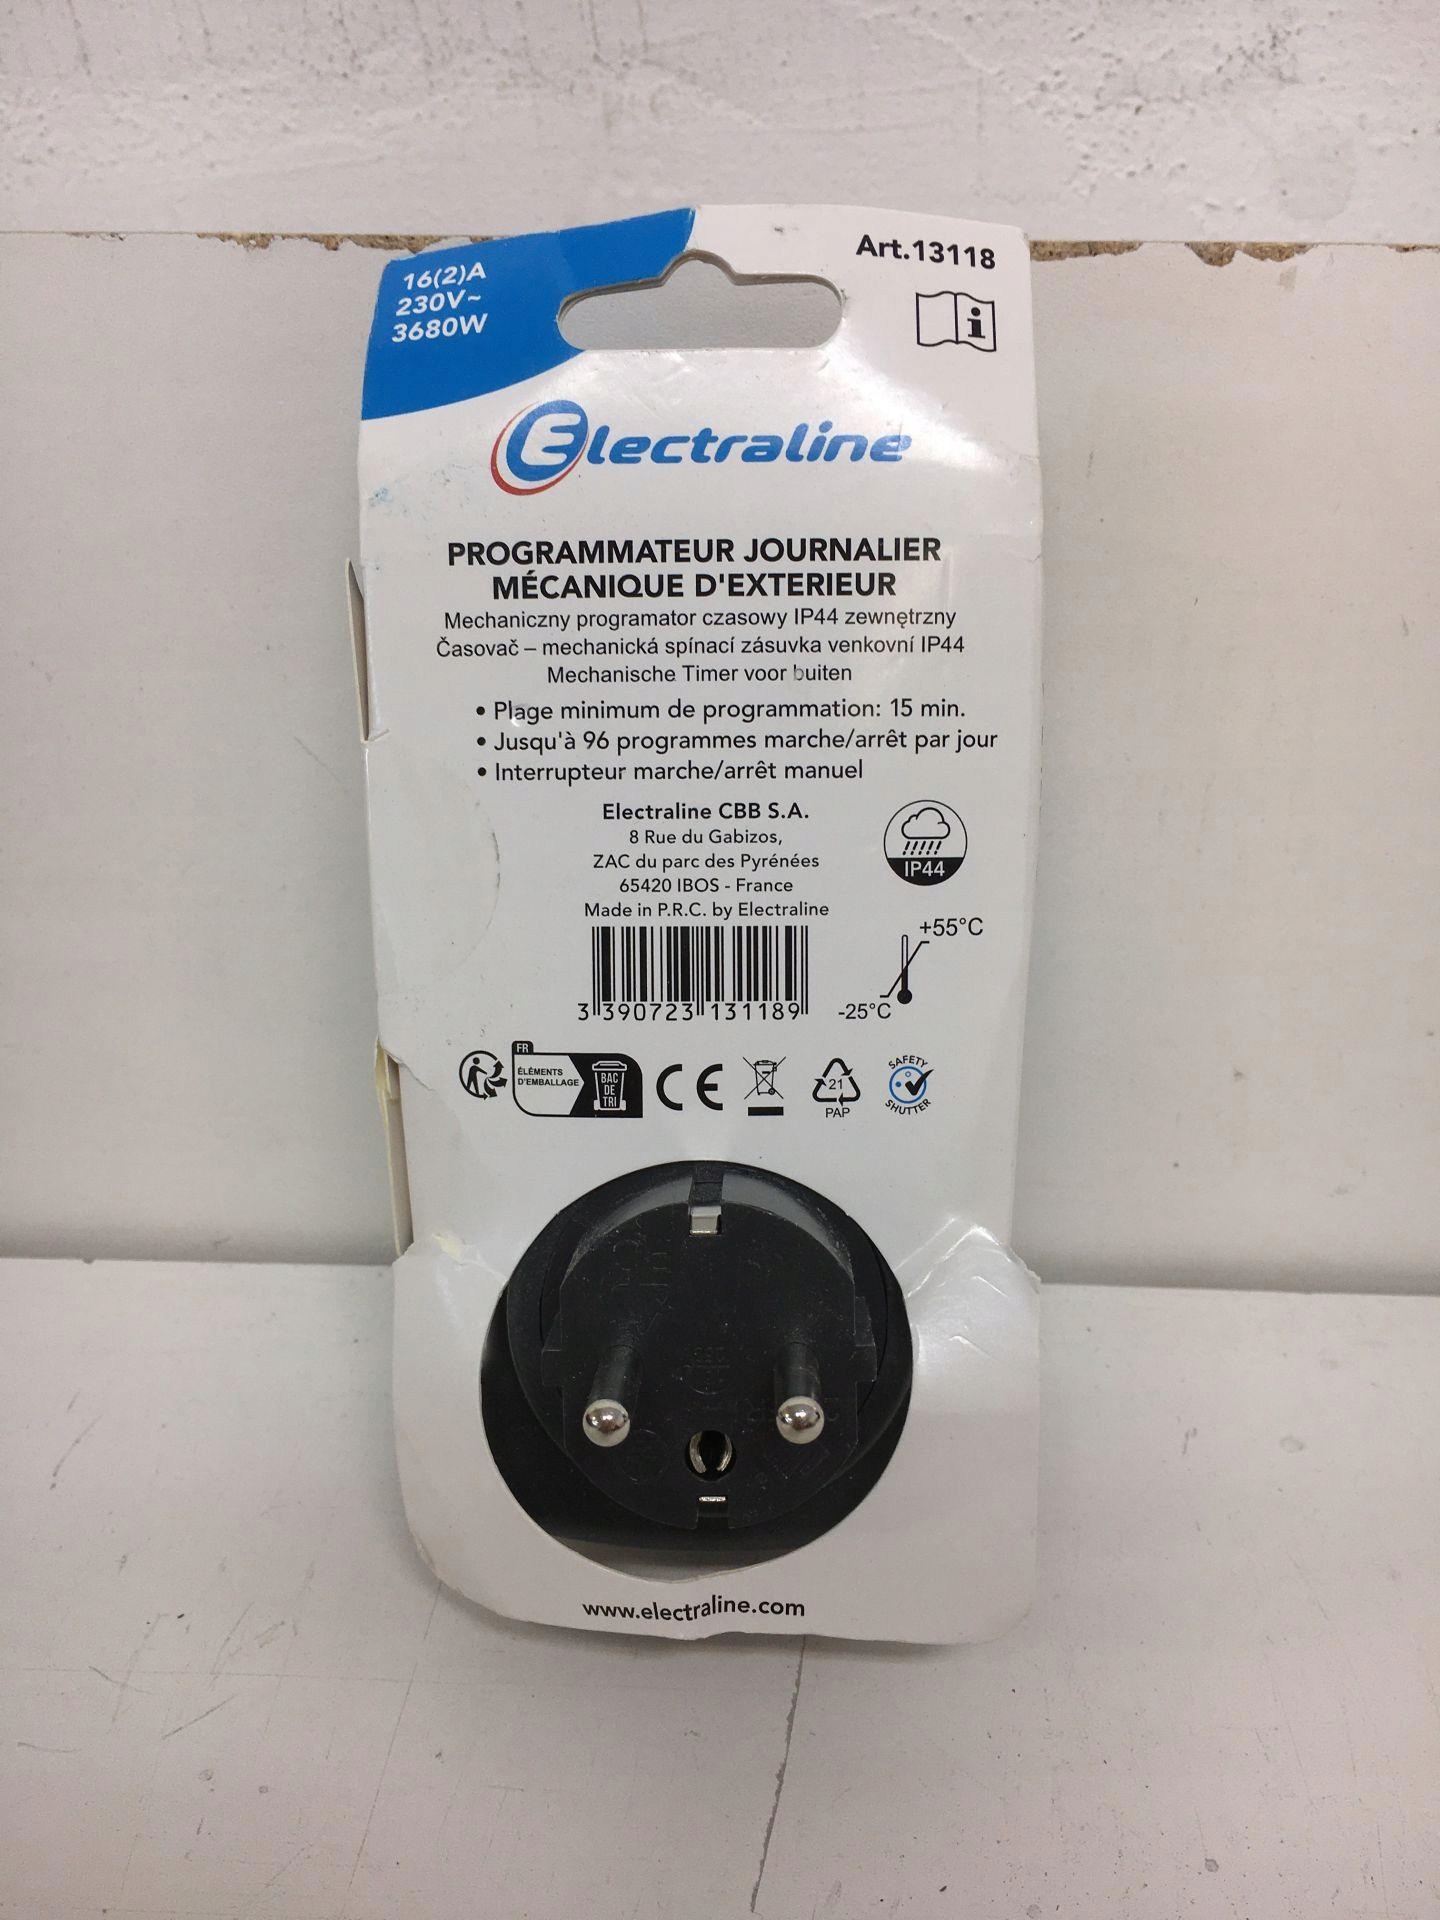 16(2)A
230V~
3680W
Art.13118
Electraline
PROGRAMMATEUR JOURNALIER
MÉCANIQUE D'EXTERIEUR
Mechaniczny programator czasowy IP44 zewnętrzny
Časovač – mechanická spínací zásuvka venkovní IP44
Mechanische Timer voor buiten
• Plage minimum de programmation: 15 min.
• Jusqu'à 96 programmes marche/arrêt par jour
• Interrupteur marche/arrêt manuel
Electraline CBB S.A.
8 Rue du Gabizos,
ZAC du parc des Pyrénées
65420 IBOS - France
Made in P.R.C. by Electraline
IP44
+55°C
-25°C
3 390723 131189
FR
ÉLÉMENTS
D'EMBALLAGE
BAC
DE
TRI
CE
21
PAP
SAFETY
SHUTTER
www.electraline.com